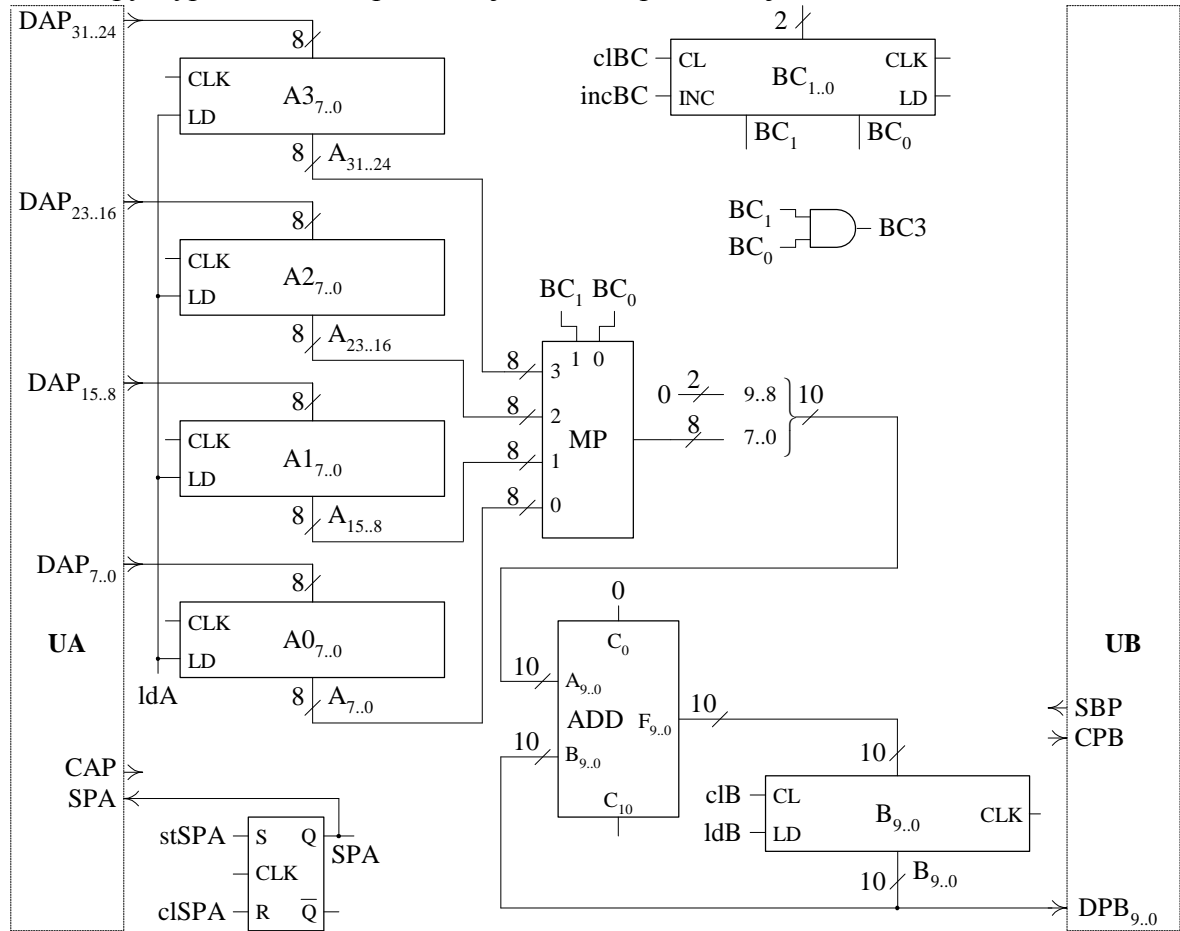 DAP31..24
8
CLK
LD
A37..0
8
A31..24
2
clBC
incBC
CL
INC
BC1..0
CLK
LD
BC1
BC0
DAP23..16
8
CLK
LD
A27..0
8
A23..16
BC1
BC0
BC3
BC1 BC0
1 0
8
3
8
2
8
1
8
0
MP
0
2
9..8
10
8
7..0
DAP15..8
8
CLK
LD
A17..0
8
A15..8
DAP7..0
8
CLK
LD
A07..0
8
A7..0
UA
ldA
UB
0
C0
10
A9..0
ADD
F9..0
10
10
B9..0
C10
10
SBP
CPB
clB
ldB
CL
LD
B9..0
CLK
10
B9..0
DPB9..0
CAP
SPA
stSPA
S
Q
SPA
CLK
clSPA
R
Q̅